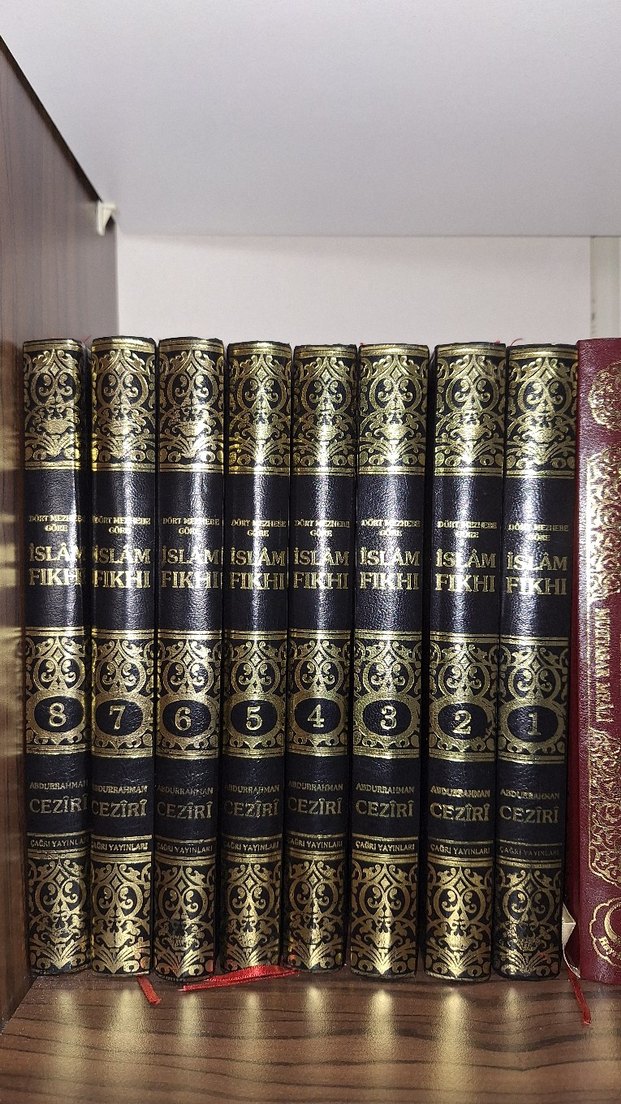 DÖRT MEZHEBE
GÖRE
İSLÂM
FIKHI
8
ABDURRAHMAN
CEZÎRÎ
ÇAĞRI YAYINLARI
DÖRT MEZHEBE
GÖRE
İSLÂM
FIKHI
7
ABDURRAHMAN
CEZÎRÎ
ÇAĞRI YAYINLARI
DÖRT MEZHEBE
GÖRE
İSLÂM
FIKHI
6
ABDURRAHMAN
CEZÎRÎ
ÇAĞRI YAYINLARI
DÖRT MEZHEBE
GÖRE
İSLÂM
FIKHI
5
ABDURRAHMAN
CEZÎRÎ
ÇAĞRI YAYINLARI
DÖRT MEZHEBE
GÖRE
İSLÂM
FIKHI
4
ABDURRAHMAN
CEZÎRÎ
ÇAĞRI YAYINLARI
DÖRT MEZHEBE
GÖRE
İSLÂM
FIKHI
3
ABDURRAHMAN
CEZÎRÎ
ÇAĞRI YAYINLARI
DÖRT MEZHEBE
GÖRE
İSLÂM
FIKHI
2
ABDURRAHMAN
CEZÎRÎ
ÇAĞRI YAYINLARI
DÖRT MEZHEBE
GÖRE
İSLÂM
FIKHI
1
ABDURRAHMAN
CEZÎRÎ
ÇAĞRI YAYINLARI